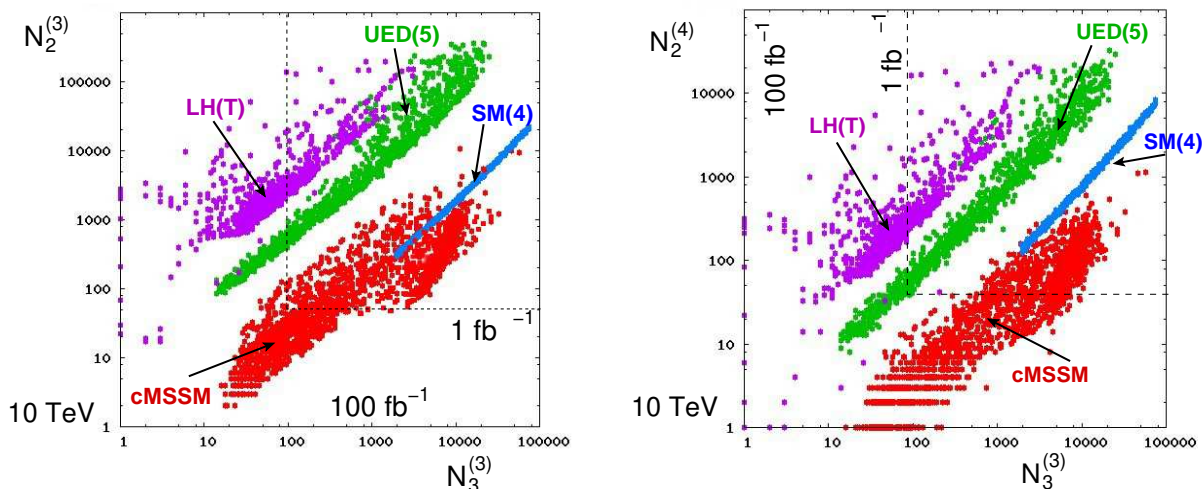 N₂⁽³⁾
100000
10000
1000
100
10
1
10 TeV
UED(5)
LH(T)
SM(4)
cMSSM
1 fb⁻¹
100 fb⁻¹
1 10 100 1000 10000 100000
N₃⁽³⁾
N₂⁽⁴⁾
10000
1000
100
10
1
10 TeV
100 fb⁻¹
1 fb⁻¹
UED(5)
LH(T)
SM(4)
cMSSM
1 10 100 1000 10000 100000
N₃⁽³⁾